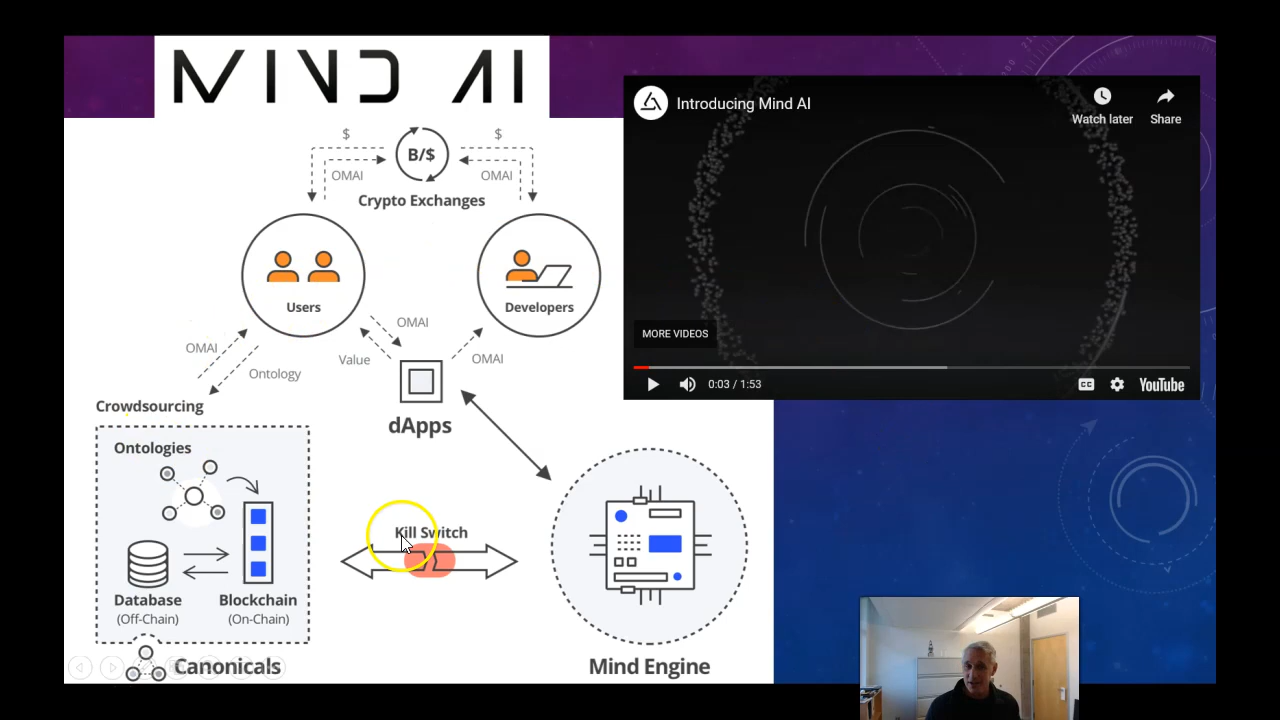 MIND AI
$
$
B/$
OMAI
OMAI
Crypto Exchanges
Users
Developers
OMAI
OMAI
Value
OMAI
Ontology
Crowdsourcing
dApps
Ontologies
Kill Switch
Database
(Off-Chain)
Blockchain
(On-Chain)
Canonicals
Mind Engine
Introducing Mind AI
Watch later
Share
MORE VIDEOS
0:03 / 1:53
CC
YouTube